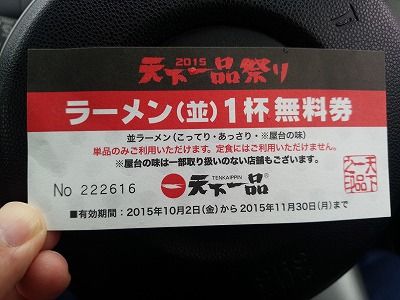 2015
天下一品祭り
ラーメン(並)1杯無料券
並ラーメン(こってり・あっさり・※屋台の味)
単品のみご利用いただけます。定食にはご利用いただけません。
※屋台の味は一部取り扱いのない店舗もございます。
No 222616
TENKAIPPIN
天下一品®
天下一品
■有効期間：2015年10月2日(金)から2015年11月30日(月)まで